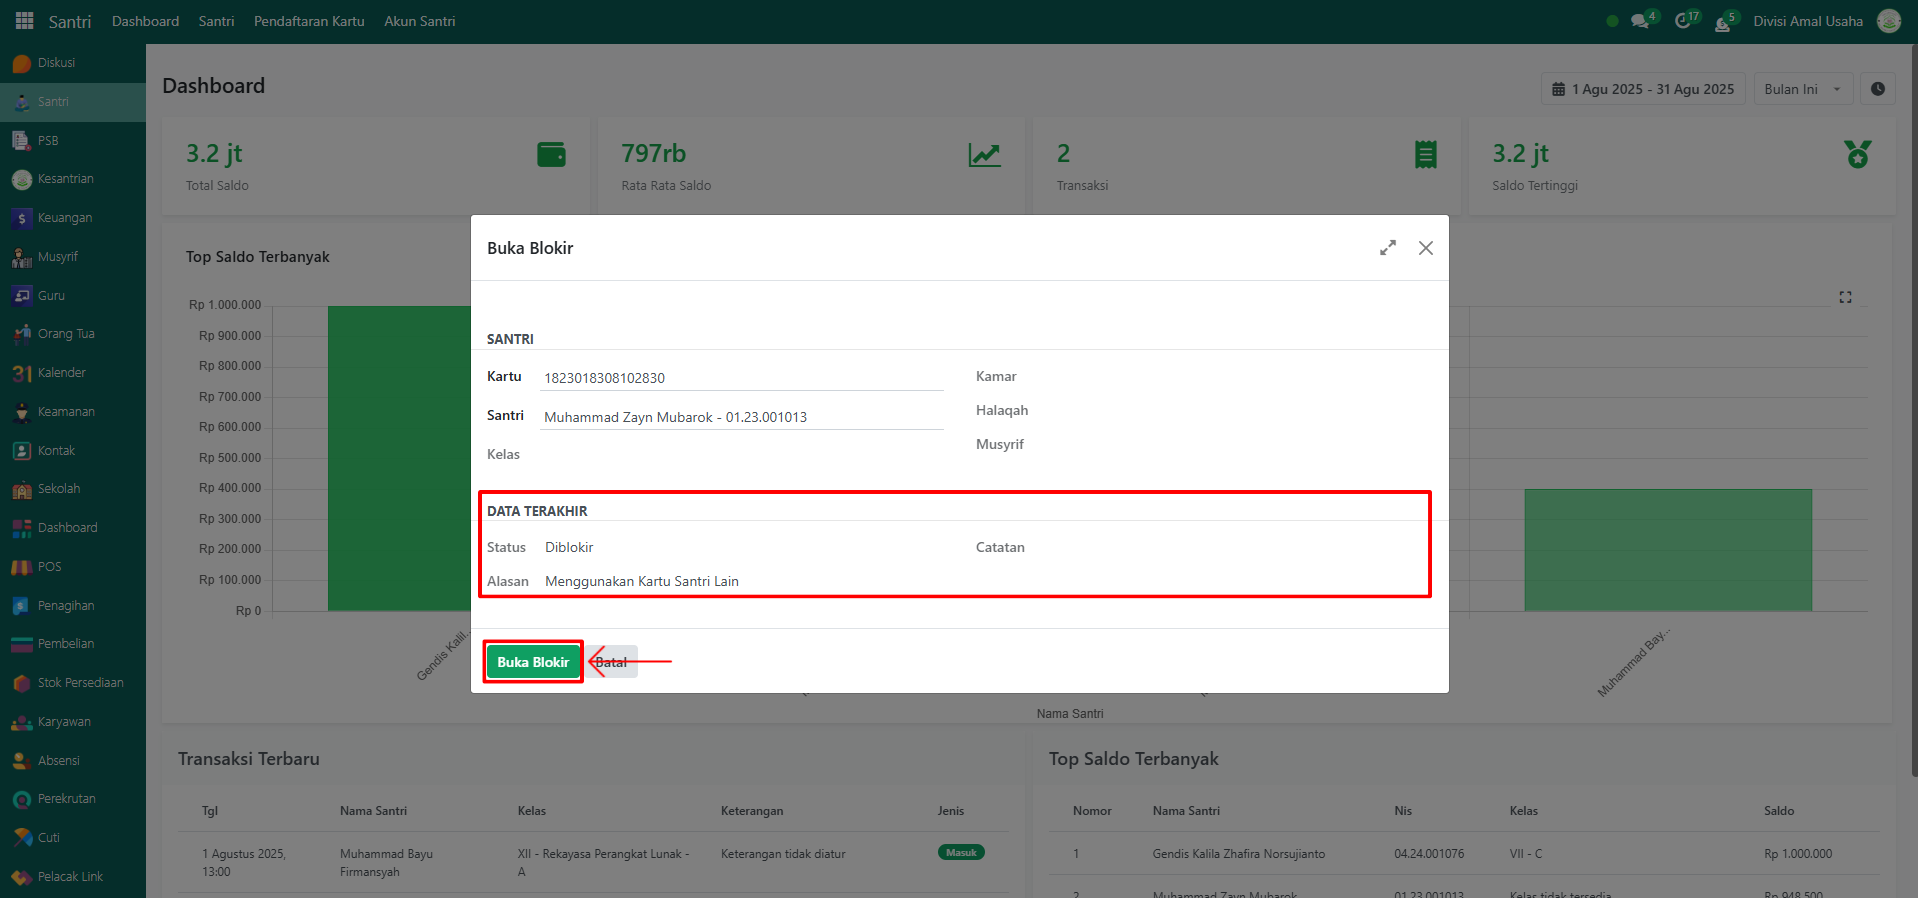 Santri Dashboard Santri Pendaftaran Kartu Akun Santri 4 17 5 Divisi Amal Usaha
Diskusi
Santri
PSB
Kesantrian
Keuangan
Musyrif
Guru
Orang Tua
31 Kalender
Keamanan
Kontak
Sekolah
Dashboard
POS
Penagihan
Pembelian
Stok Persediaan
Karyawan
Absensi
Perekrutan
Cuti
Pelacak Link
Dashboard
1 Agu 2025 - 31 Agu 2025 Bulan Ini
3.2 jt
Total Saldo
797rb
Rata Rata Saldo
2
Transaksi
3.2 jt
Saldo Tertinggi
Top Saldo Terbanyak
Rp 1.000.000
Rp 900.000
Rp 800.000
Rp 700.000
Rp 600.000
Rp 500.000
Rp 400.000
Rp 300.000
Rp 200.000
Rp 100.000
Rp 0
Gendis Kalil...
Muhammad Bay...
Nama Santri
Buka Blokir
SANTRI
Kartu 1823018308102830
Santri Muhammad Zayn Mubarok - 01.23.001013
Kelas
Kamar
Halaqah
Musyrif
DATA TERAKHIR
Status Diblokir
Alasan Menggunakan Kartu Santri Lain
Catatan
Buka Blokir Batal
Transaksi Terbaru
Tgl Nama Santri Kelas Keterangan Jenis
1 Agustus 2025, Muhammad Bayu XII - Rekayasa Perangkat Lunak - Keterangan tidak diatur Masuk
13:00 Firmansyah A
Top Saldo Terbanyak
Nomor Nama Santri Nis Kelas Saldo
1 Gendis Kalila Zhafira Norsujianto 04.24.001076 VII - C Rp 1.000.000
2 Muhammad Zayn Mubarok 01.23.001013 Kelas tidak tersedia Rp 948.500